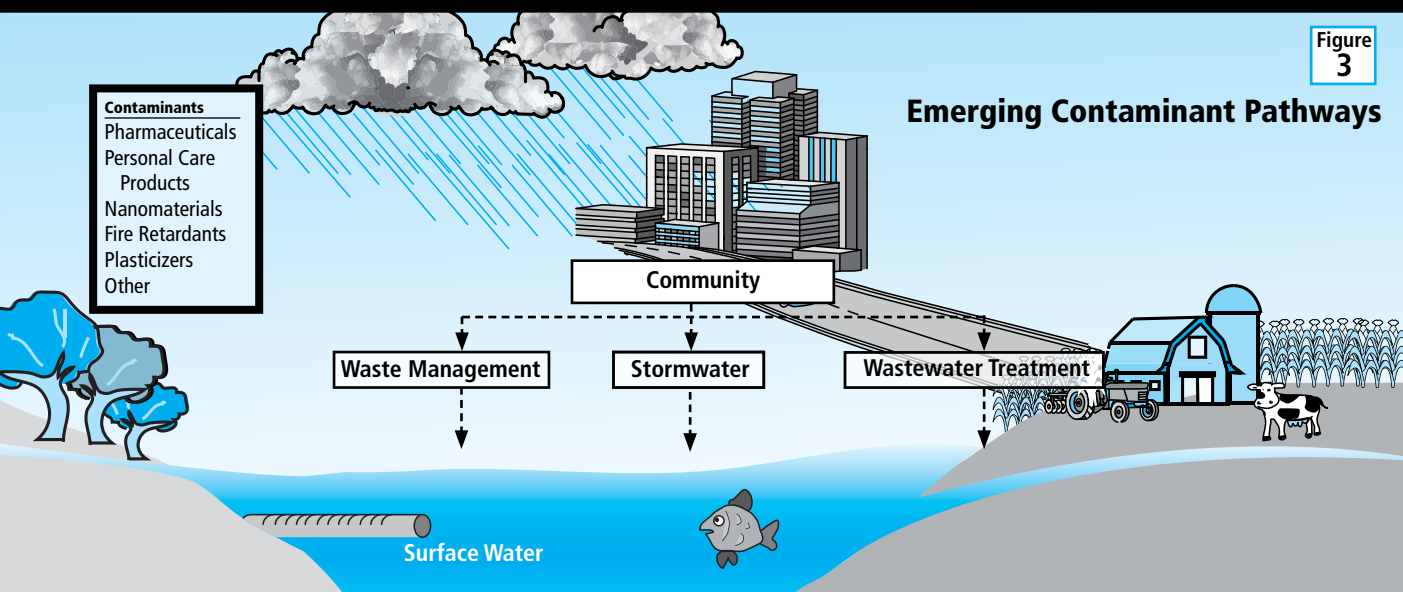 Figure
3
Emerging Contaminant Pathways
Contaminants
Pharmaceuticals
Personal Care
Products
Nanomaterials
Fire Retardants
Plasticizers
Other
Community
Waste Management
Stormwater
Wastewater Treatment
Surface Water